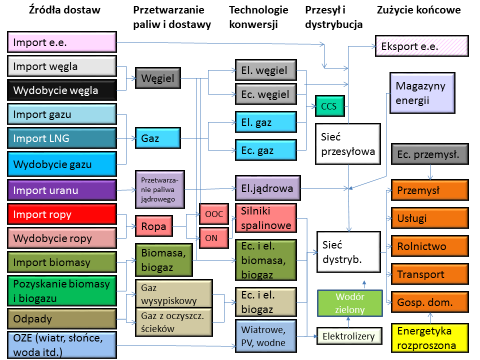 Źródła dostaw
Przetwarzanie
paliw i dostawy
Technologie
konwersji
Przesył i
dystrybucja
Zużycie końcowe
Import e.e.
Import węgla
Wydobycie węgla
Import gazu
Import LNG
Wydobycie gazu
Import uranu
Import ropy
Wydobycie ropy
Import biomasy
Pozyskanie biomasy
i biogazu
Odpady
OZE (wiatr, słońce,
woda itd.)
Węgiel
Gaz
Przetwarza-
nie paliwa
jądrowego
Ropa
OOC
ON
Biomasa,
biogaz
Gaz
wysypiskowy
Gaz z oczyszcz.
ścieków
El. węgiel
Ec. węgiel
El. gaz
Ec. gaz
El.jądrowa
Silniki
spalinowe
Ec. i el.
biomasa,
biogaz
Ec. i el.
biogaz
Wiatrowe,
PV, wodne
CCS
Sieć
przesyłowa
Sieć
dystryb.
Wodór
zielony
Elektrolizery
Eksport e.e.
Magazyny
energii
Ec. przemysł.
Przemysł
Usługi
Rolnictwo
Transport
Gosp. dom.
Energetyka
rozproszona